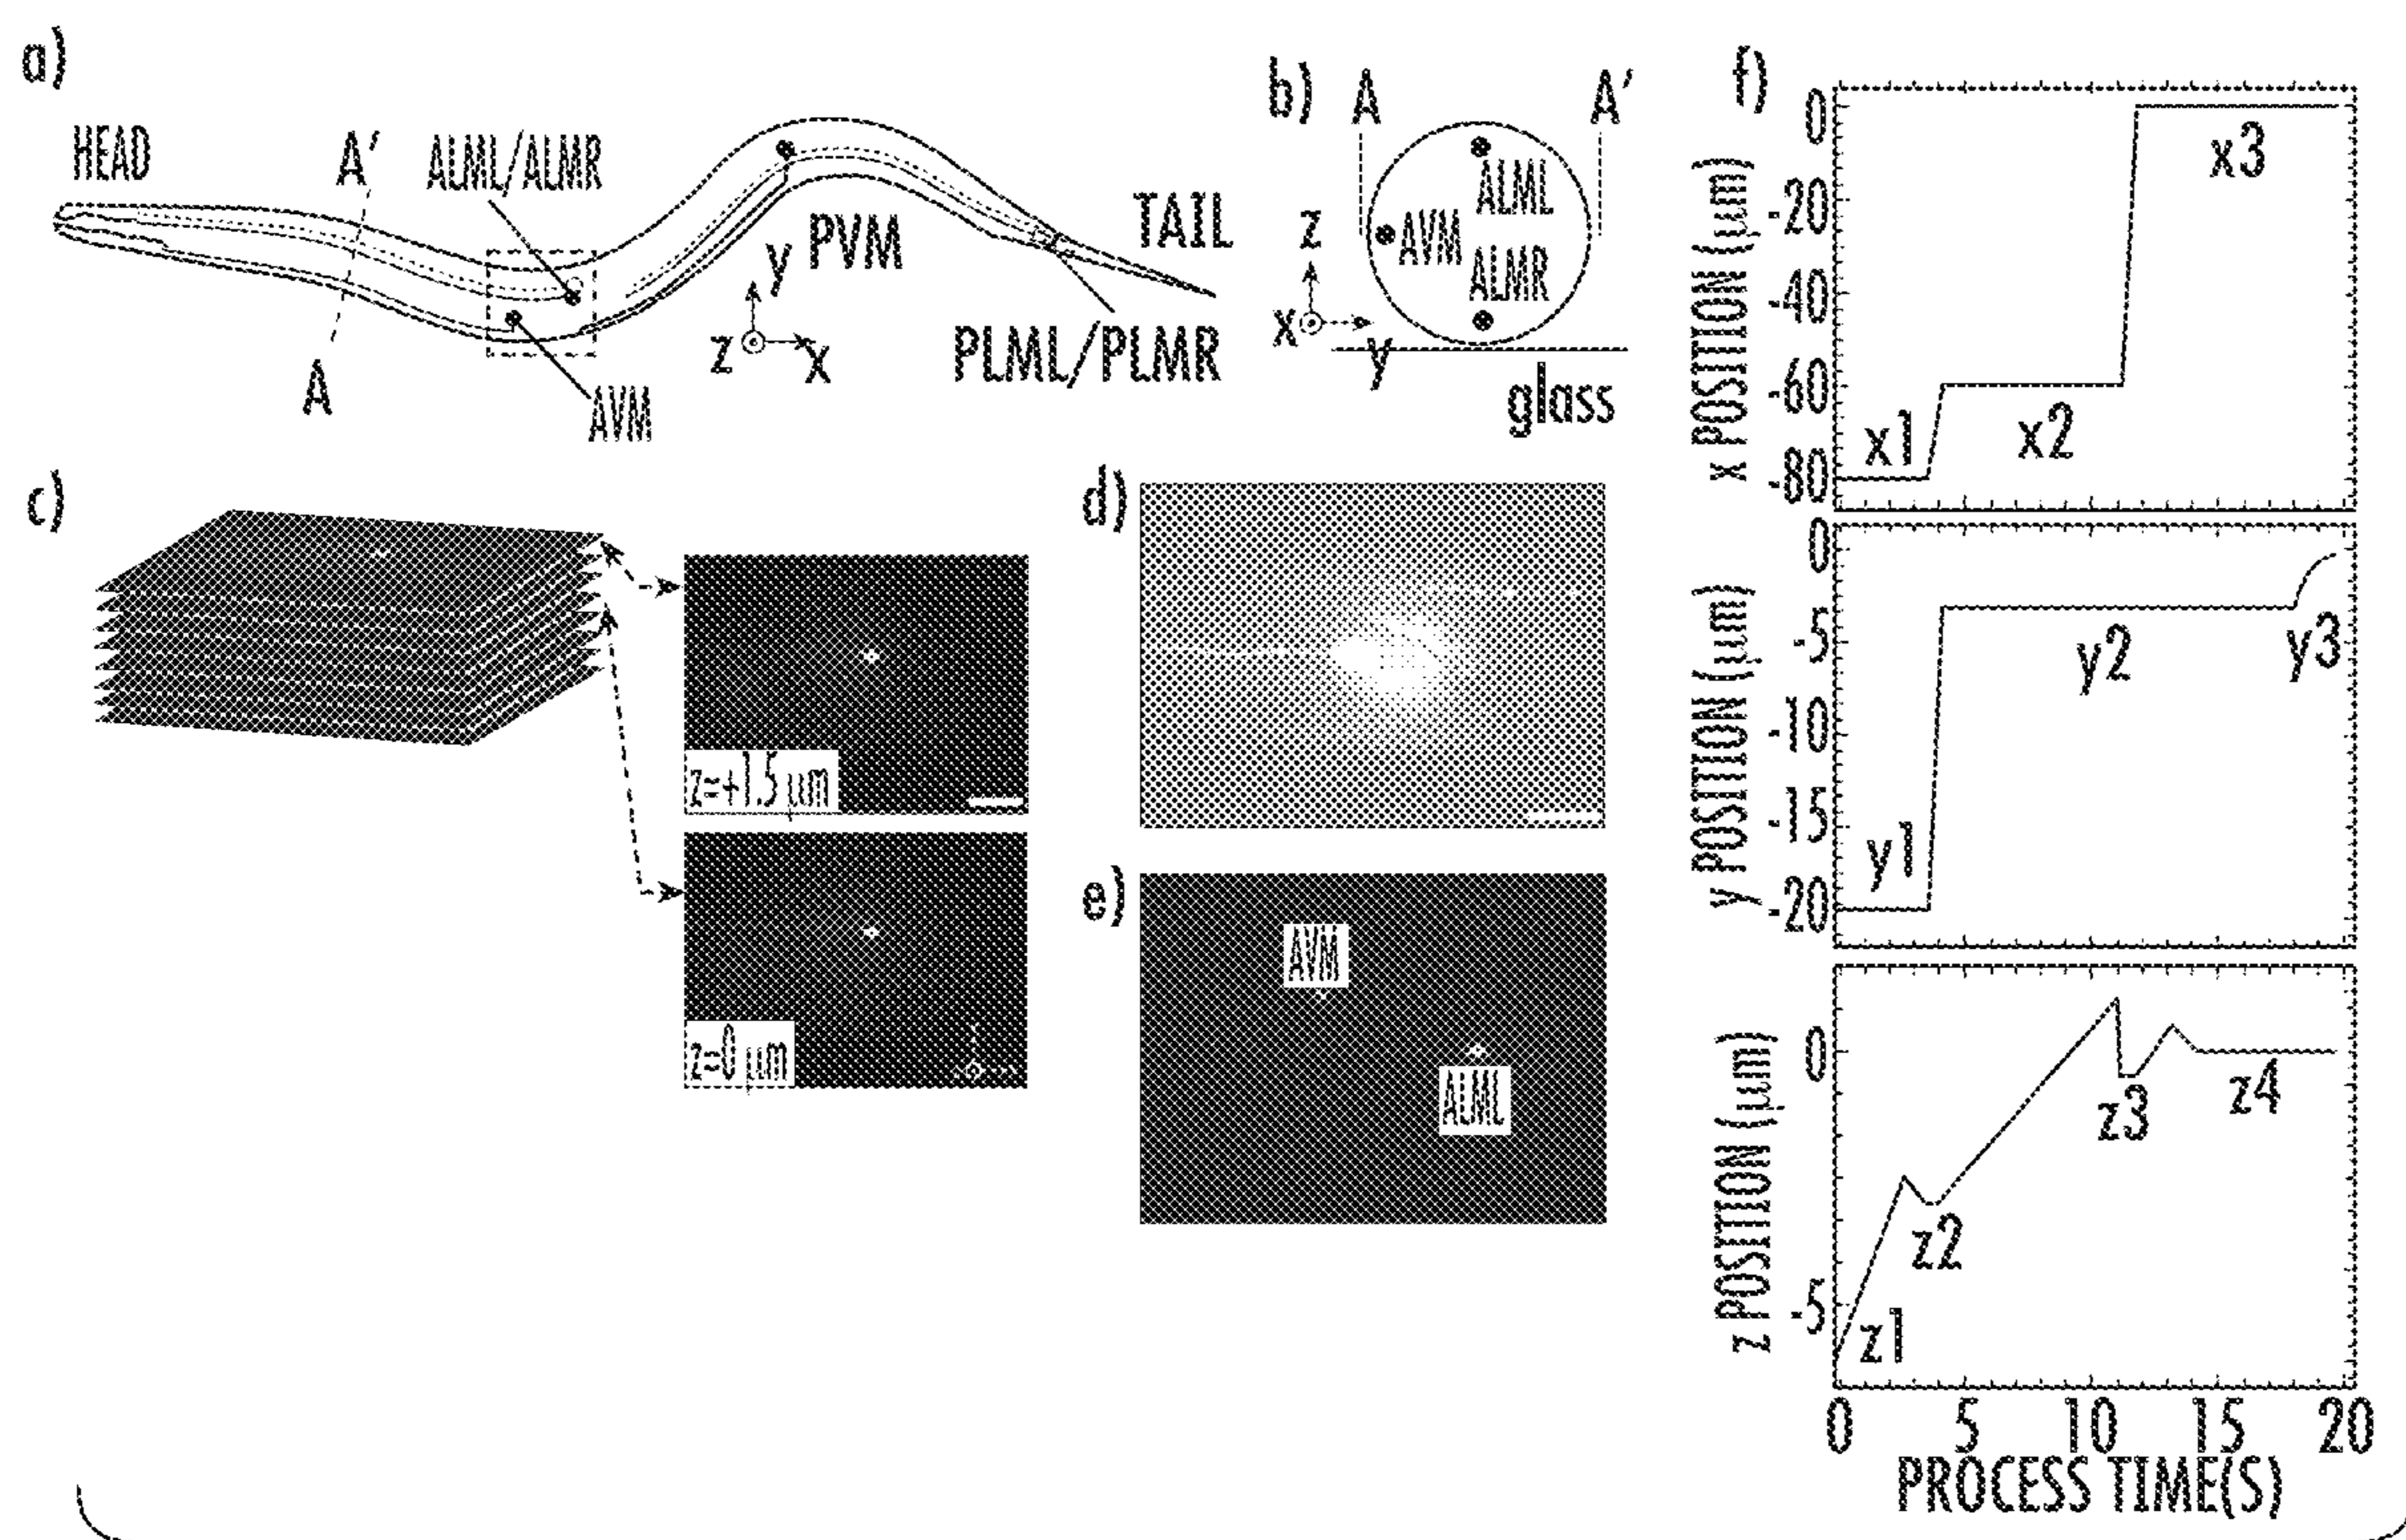 a)
HEAD
A'
ALML/ALMR
A
AVM
y
PVM
z
x
TAIL
PLML/PLMR
b)
A
A'
ALML
AVM
ALMR
z
x
y
glass
c)
z=+1.5 μm
z=0 μm
d)
e)
AVM
ALML
f)
x POSITION (μm)
0
-20
-40
-60
-80
x1
x2
x3
y POSITION (μm)
0
-5
-10
-15
-20
y1
y2
y3
z POSITION (μm)
0
-5
z1
z2
z3
z4
0 5 10 15 20
PROCESS TIME(S)